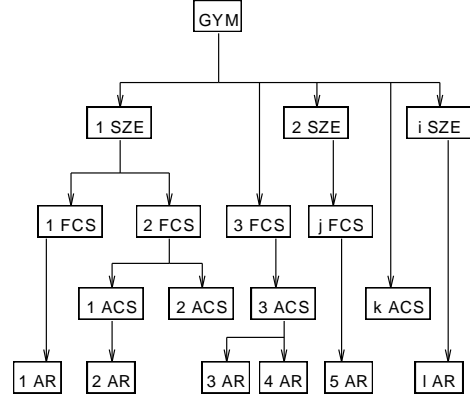 GYM
1 SZE
2 SZE
i SZE
1 FCS
2 FCS
3 FCS
j FCS
1 ACS
2 ACS
3 ACS
k ACS
1 AR
2 AR
3 AR
4 AR
5 AR
l AR